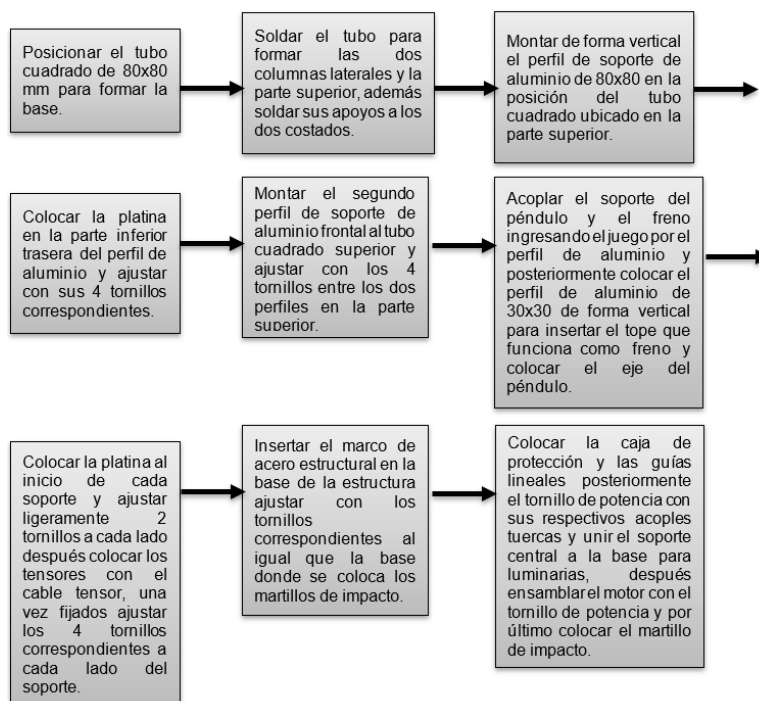 Posicionar el tubo
cuadrado de 80x80
mm para formar la
base.
Soldar el tubo para
formar las dos
columnas laterales y la
parte superior, además
soldar sus apoyos a los
dos costados.
Montar de forma vertical
el perfil de soporte de
aluminio de 80x80 en la
posición del tubo
cuadrado ubicado en la
parte superior.
Colocar la platina
en la parte inferior
trasera del perfil de
aluminio y ajustar
con sus 4 tornillos
correspondientes.
Montar el segundo
perfil de soporte de
aluminio frontal al tubo
cuadrado superior y
ajustar con los 4
tornillos entre los dos
perfiles en la parte
superior.
Acoplar el soporte del
péndulo y el freno
ingresando el juego por el
perfil de aluminio y
posteriormente colocar el
perfil de aluminio de
30x30 de forma vertical
para insertar el tope que
funciona como freno y
colocar el eje del
péndulo.
Colocar la platina al
inicio de cada
soporte y ajustar
ligeramente 2
tornillos a cada lado
después colocar los
tensores con el
cable tensor, una
vez fijados ajustar
los 4 tornillos
correspondientes a
cada lado del
soporte.
Insertar el marco de
acero estructural en la
base de la estructura
ajustar con los
tornillos
correspondientes al
igual que la base
donde se coloca los
martillos de impacto.
Colocar la caja de
protección y las guías
lineales posteriormente
el tornillo de potencia con
sus respectivos acoples
tuercas y unir el soporte
central a la base para
luminarias, después
ensamblar el motor con el
tornillo de potencia y por
último colocar el martillo
de impacto.